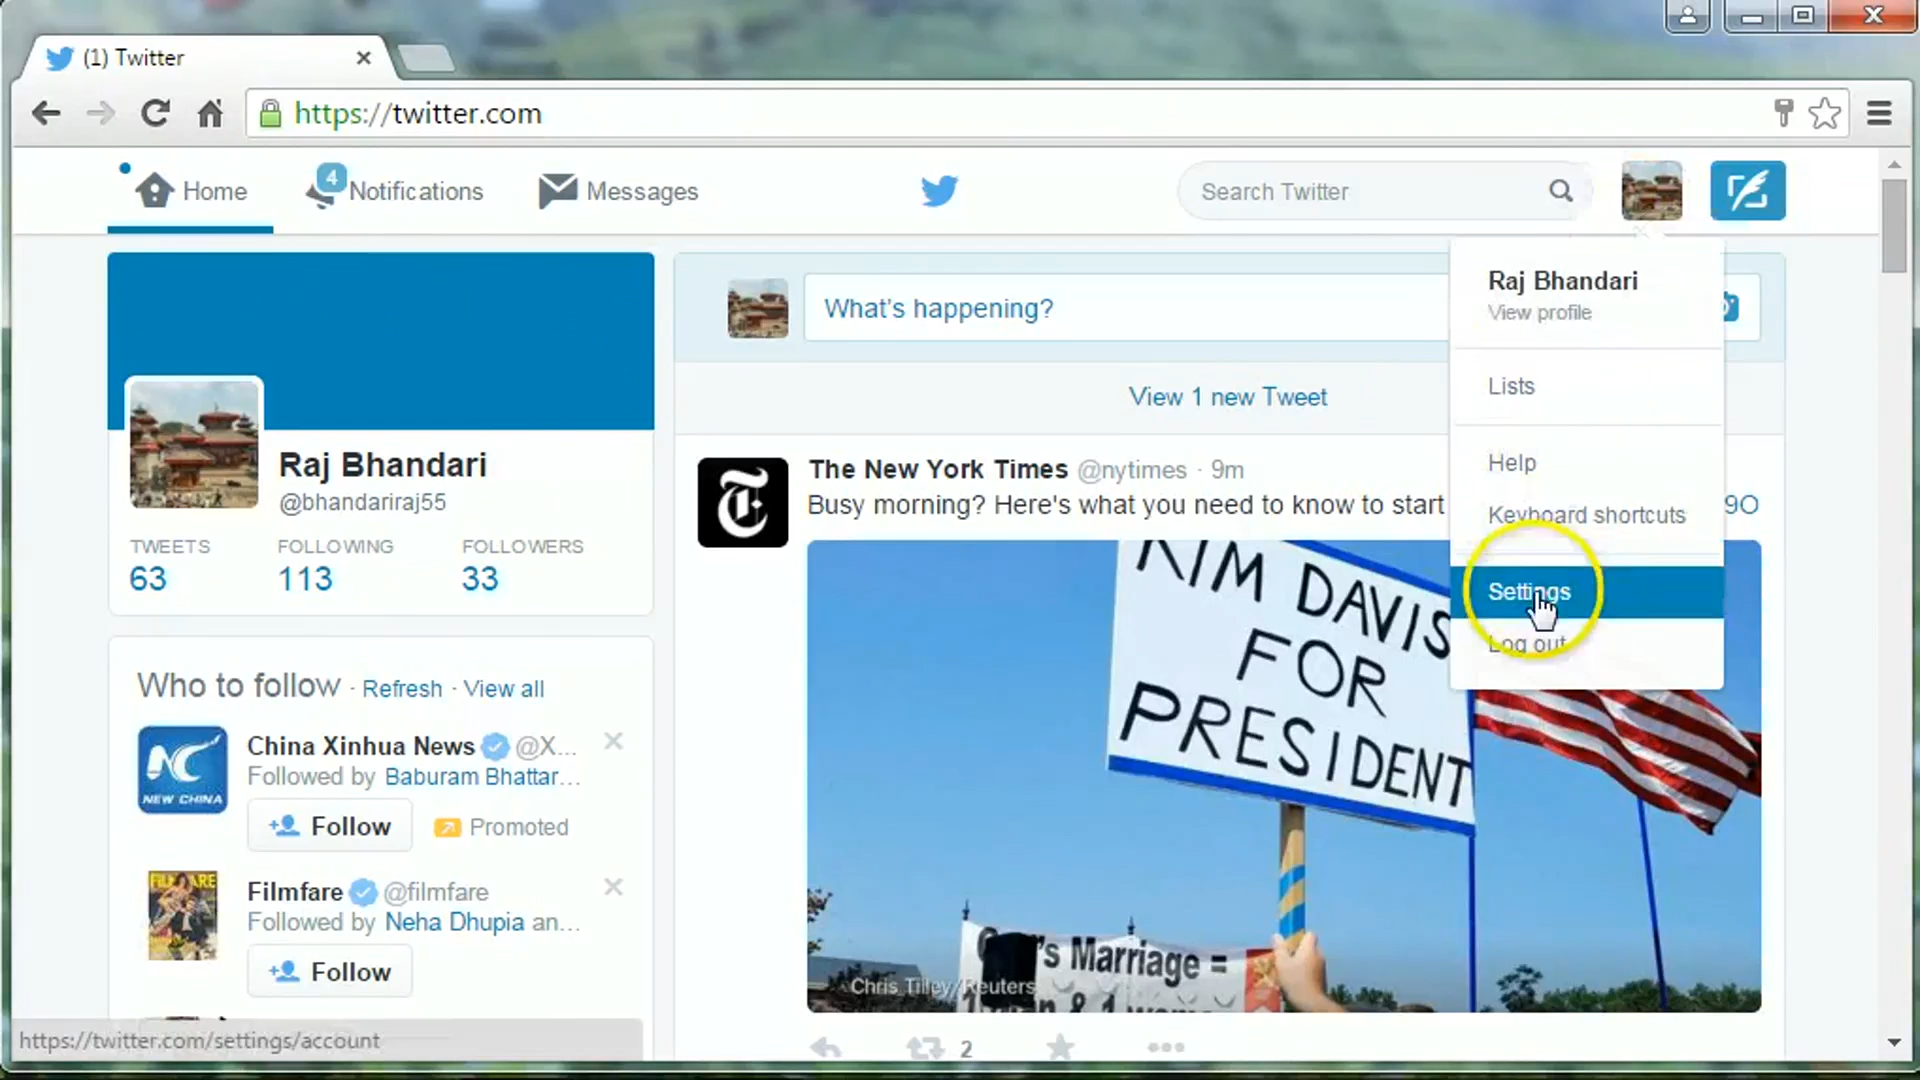 (1) Twitter
https://twitter.com
Home
4
Notifications
Messages
Search Twitter
Raj Bhandari
View profile
Lists
Help
Keyboard shortcuts
Settings
Log out
Raj Bhandari
@bhandariraj55
TWEETS FOLLOWING FOLLOWERS
63 113 33
What's happening?
View 1 new Tweet
The New York Times @nytimes · 9m
Busy morning? Here's what you need to know to start
9O
KIM DAVIS
FOR
PRESIDENT
's Marriage =
Chris Tilley/Reuters
2
Who to follow · Refresh · View all
China Xinhua News @X...
Followed by Baburam Bhattar...
NEW CHINA
Follow
Promoted
FILMFARE
Filmfare @filmfare
Followed by Neha Dhupia an...
Follow
https://twitter.com/settings/account